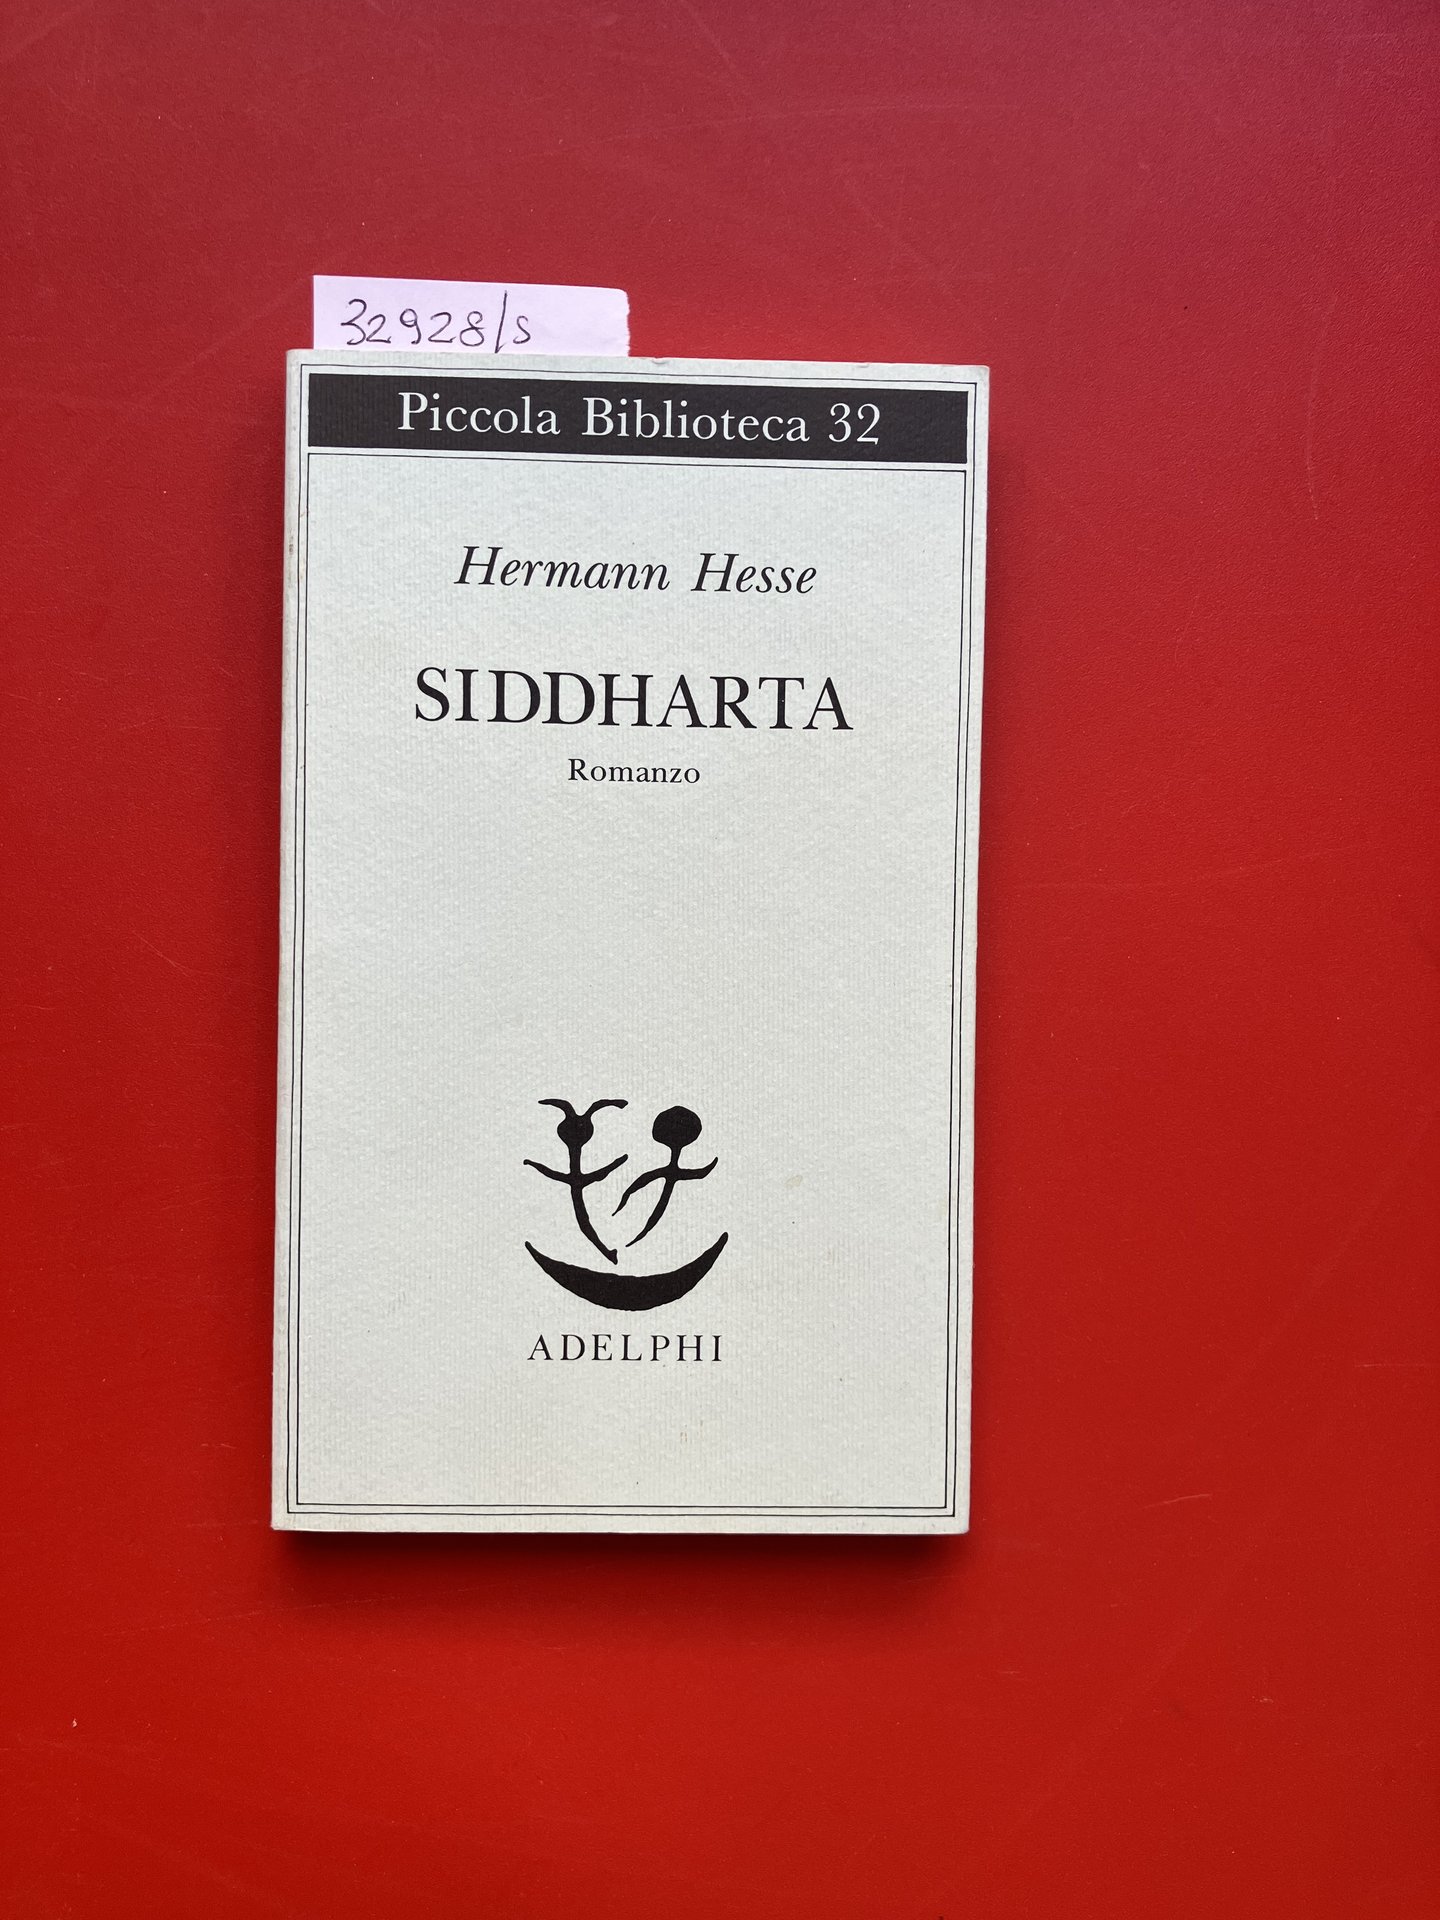 32928/s
Piccola Biblioteca 32
Hermann Hesse
SIDDHARTA
Romanzo
ADELPHI